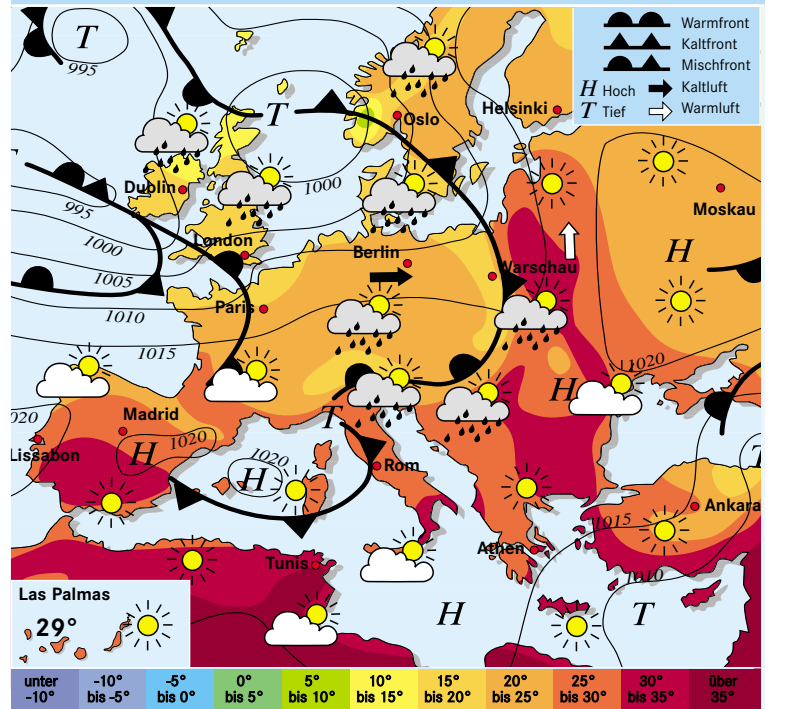 Warmfront
Kaltfront
Mischfront
H Hoch
Kaltluft
T Tief
Warmluft
T
995
T
Oslo
Helsinki
Dublin
1000
Moskau
995
London
1000
Berlin
H
Warschau
1005
Paris
1010
1015
1020
H
020
Madrid
T
Lissabon
H
1020
1020
H
Rom
T
Ankara
1015
Athen
Tunis
1010
Las Palmas
29°
H
T
unter
-10°
-10°
bis -5°
-5°
bis 0°
0°
bis 5°
5°
bis 10°
10°
bis 15°
15°
bis 20°
20°
bis 25°
25°
bis 30°
30°
bis 35°
über
35°